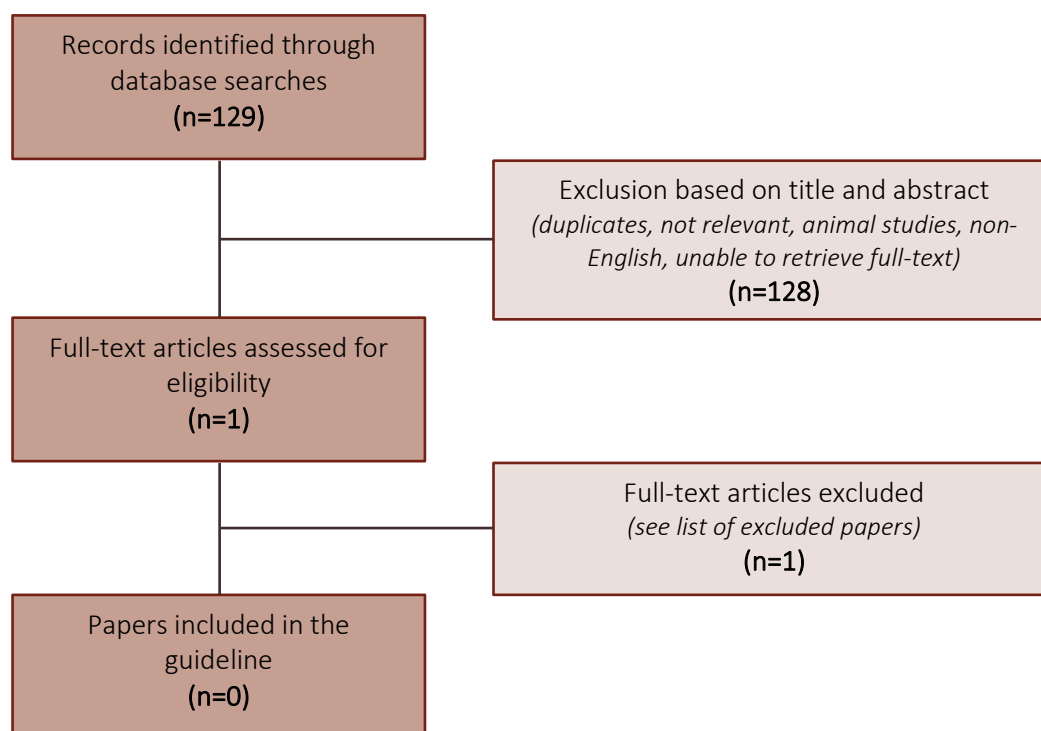 Records identified through
database searches
(n=129)
Exclusion based on title and abstract
(duplicates, not relevant, animal studies, non-
English, unable to retrieve full-text)
(n=128)
Full-text articles assessed for
eligibility
(n=1)
Full-text articles excluded
(see list of excluded papers)
(n=1)
Papers included in the
guideline
(n=0)